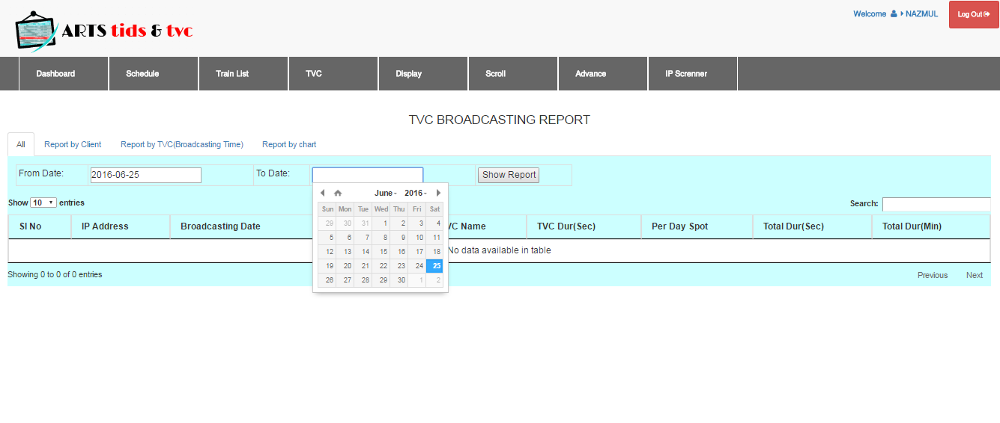 Welcome NAZMUL
Log Out
ARTS tids & tvc
Dashboard Schedule Train List TVC Display Scroll Advance IP Screnner
TVC BROADCASTING REPORT
All Report by Client Report by TVC(Broadcasting Time) Report by chart
From Date: 2016-06-25 To Date: Show Report
June 2016
Sun Mon Tue Wed Thu Fri Sat
29 30 31 1 2 3 4
5 6 7 8 9 10 11
12 13 14 15 16 17 18
19 20 21 22 23 24 25
26 27 28 29 30 1 2
Show 10 entries Search:
Sl No IP Address Broadcasting Date VC Name TVC Dur(Sec) Per Day Spot Total Dur(Sec) Total Dur(Min)
No data available in table
Showing 0 to 0 of 0 entries Previous Next